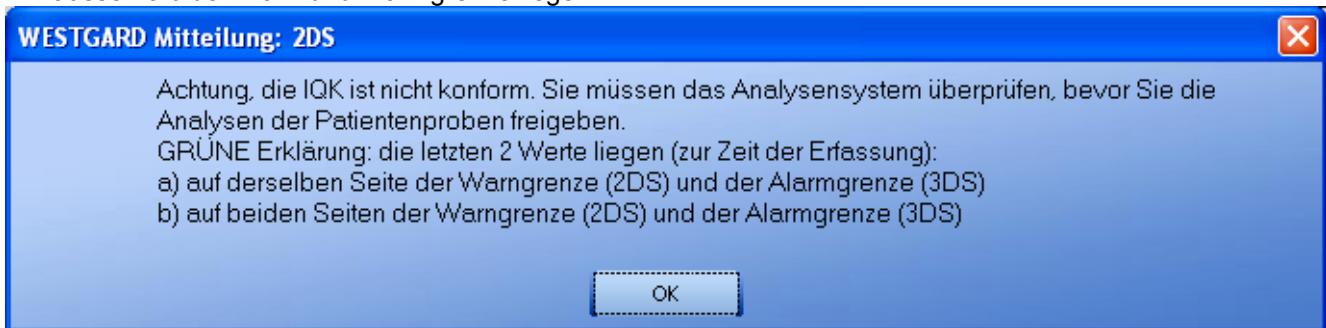 WESTGARD Mitteilung: 2DS
Achtung, die IQK ist nicht konform. Sie müssen das Analysensystem überprüfen, bevor Sie die
Analysen der Patientenproben freigeben.
GRÜNE Erklärung: die letzten 2 Werte liegen (zur Zeit der Erfassung):
a) auf derselben Seite der Warngrenze (2DS) und der Alarmgrenze (3DS)
b) auf beiden Seiten der Warngrenze (2DS) und der Alarmgrenze (3DS)
OK